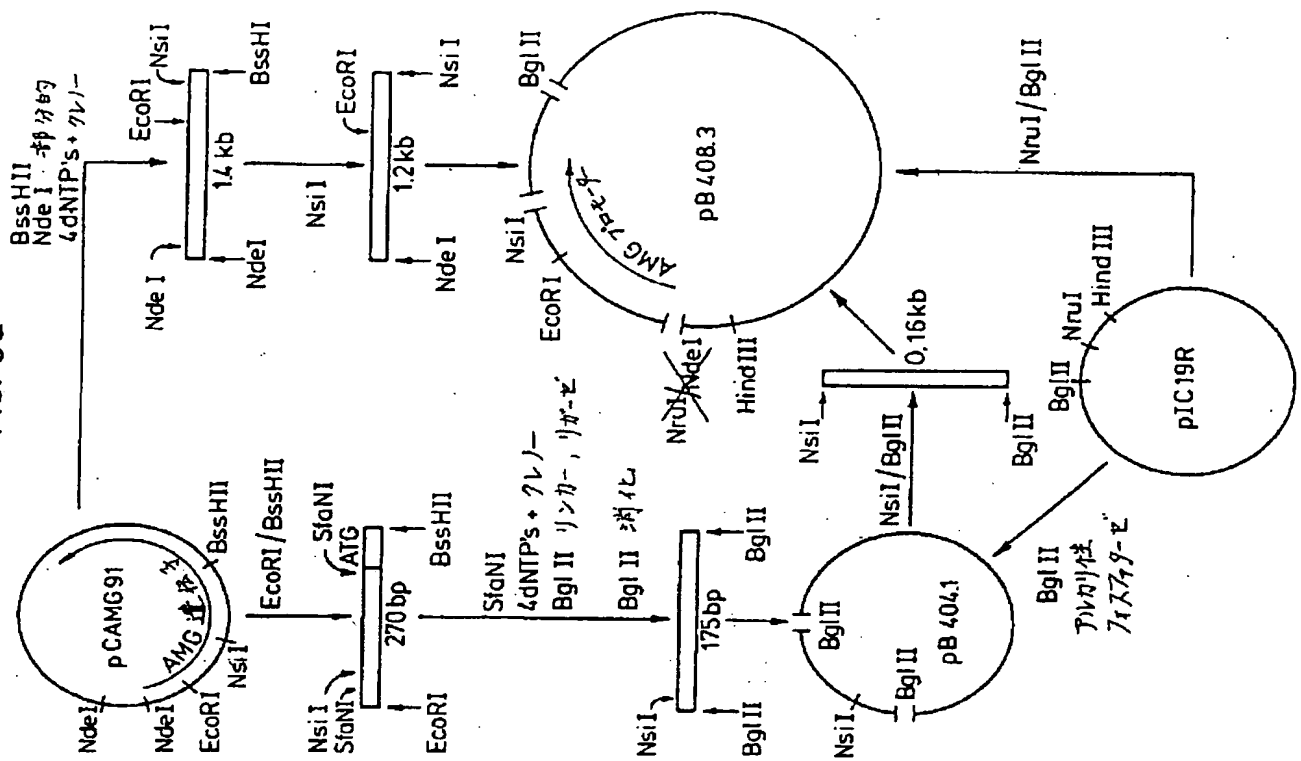 BssHII
NdeI 部分的
4dNTP's + クレノー
NdeI
EcoRI
NsiI
1.4 kb
NdeI
BssHII
NsiI
EcoRI
1.2 kb
NdeI
NsiI
NdeI
NdeI
EcoRI
NsiI
BssHII
pCAMG91
AMG 遺伝子
EcoRI/BssHII
NsiI
SfaNI
SfaNI
ATG
270 bp
EcoRI
BssHII
SfaNI
4dNTP's + クレノー
BglII リンカー, リガーゼ
BglII 消化
NsiI
175bp
BglII
BglII
NsiI
BglII
BglII
pB 404.1
NsiI/BglII
NsiI
0,16kb
BglII
BglII
アルカリ性
フォスファターゼ
BglII
NruI
HindIII
pIC19R
NruI/BglII
NsiI
BglII
EcoRI
AMG プロモータ
NruI/NdeI
HindIII
pB 408.3